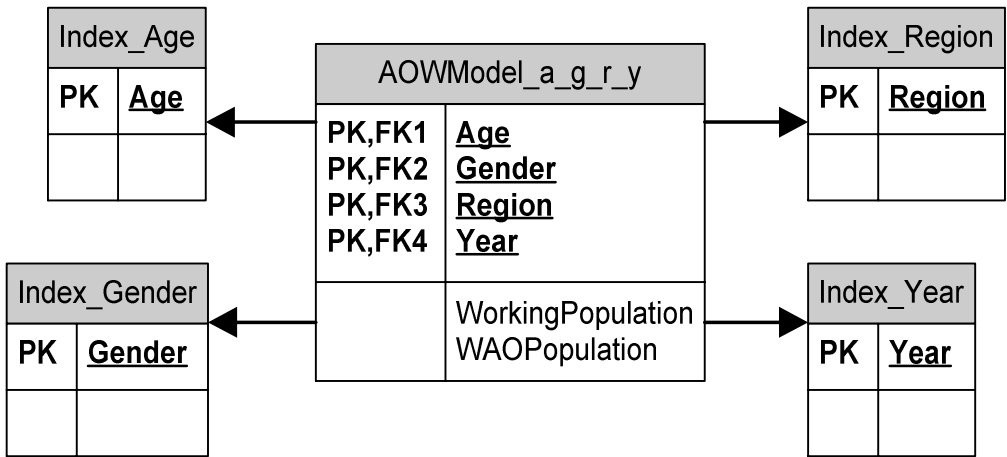 Index_Age
PK Age
AOWModel_a_g_r_y
PK,FK1 Age
PK,FK2 Gender
PK,FK3 Region
PK,FK4 Year
WorkingPopulation
WAOPopulation
Index_Region
PK Region
Index_Gender
PK Gender
Index_Year
PK Year